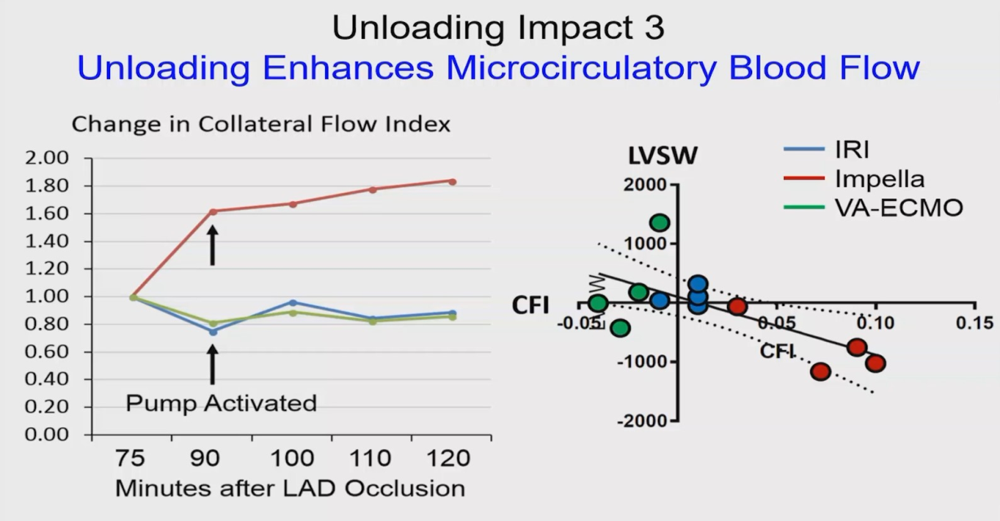 Unloading Impact 3
Unloading Enhances Microcirculatory Blood Flow
Change in Collateral Flow Index
2.00
1.80
1.60
1.40
1.20
1.00
0.80
0.60
0.40
0.20
0.00
Pump Activated
75 90 100 110 120
Minutes after LAD Occlusion
IRI
Impella
VA-ECMO
LVSW
2000
1000
CFI
-0.05 0.05 0.10 0.15
CFI
-1000
-2000